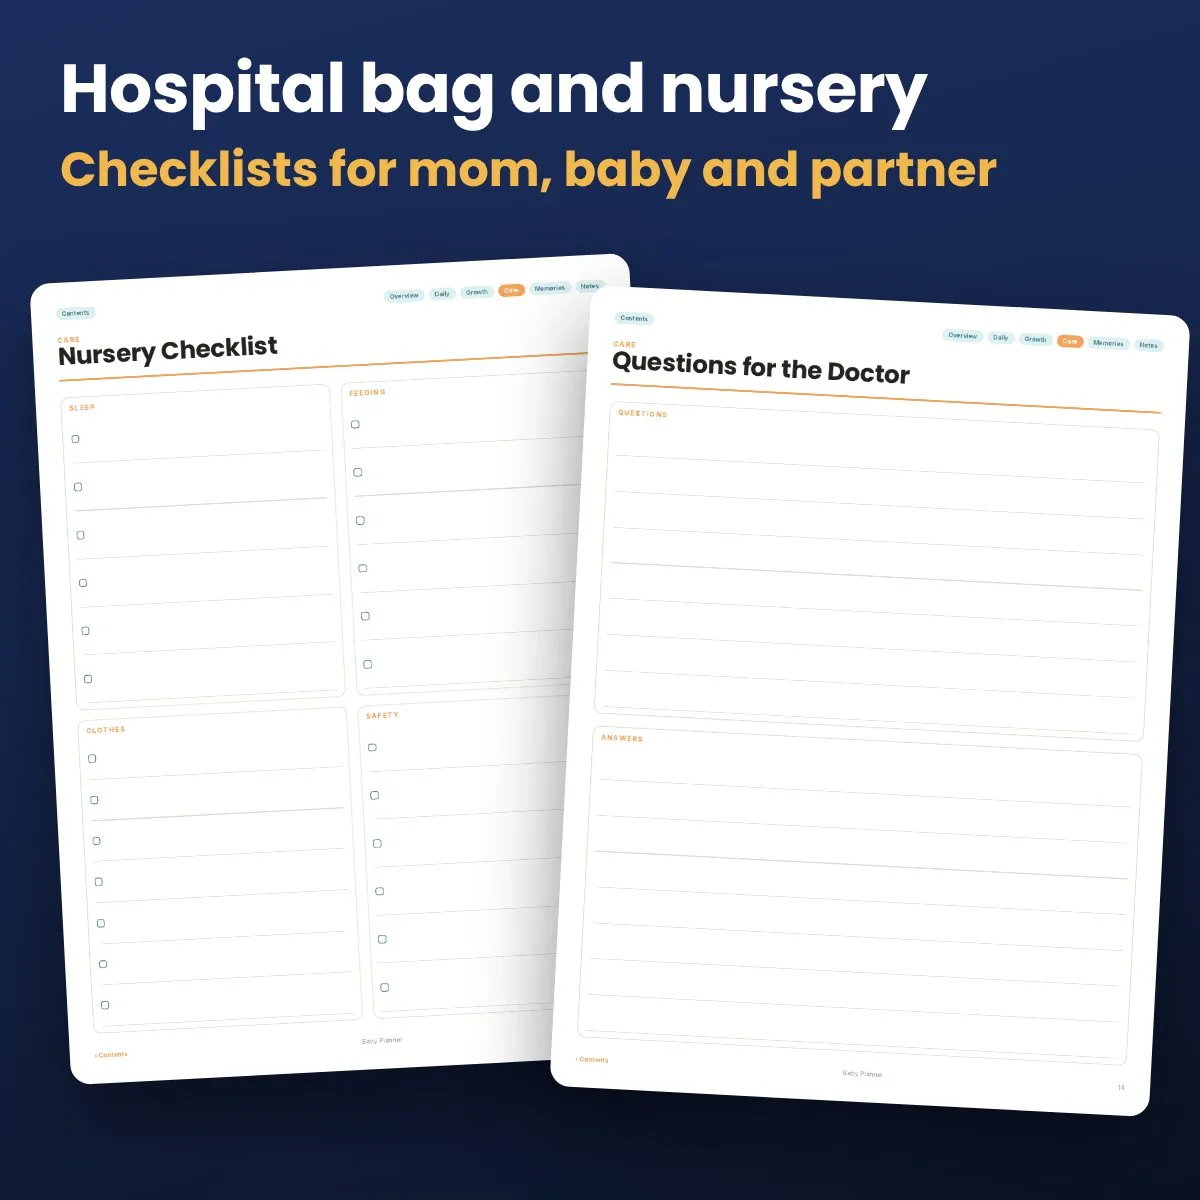 Hospital bag and nursery
Checklists for mom, baby and partner
Contents
Overview Daily Growth Care Memories Notes
CARE
Nursery Checklist
SLEEP
FEEDING
CLOTHES
SAFETY
‹ Contents
Baby Planner
Contents
Overview Daily Growth Care Memories Notes
CARE
Questions for the Doctor
QUESTIONS
ANSWERS
‹ Contents
Baby Planner
14